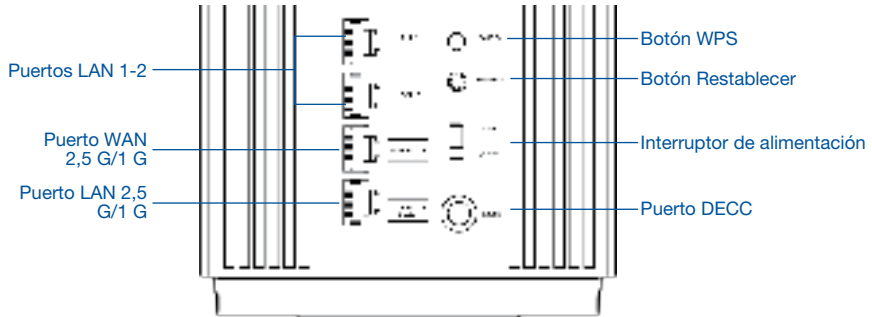 Puertos LAN 1-2
Puerto WAN
2,5 G/1 G
Puerto LAN 2,5
G/1 G
Botón WPS
Botón Restablecer
Interruptor de alimentación
Puerto DECC